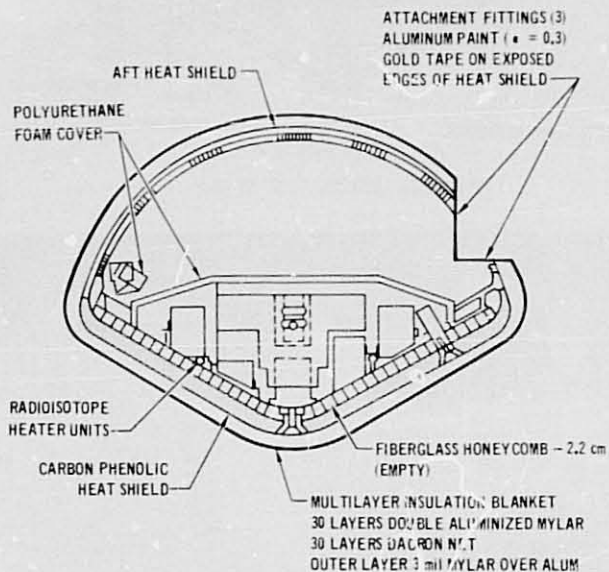 ATTACHMENT FITTINGS (3)
ALUMINUM PAINT (ε = 0.3)
GOLD TAPE ON EXPOSED
EDGES OF HEAT SHIELD
AFT HEAT SHIELD
POLYURETHANE
FOAM COVER
RADIOISOTOPE
HEATER UNITS
CARBON PHENOLIC
HEAT SHIELD
FIBERGLASS HONEYCOMB – 2.2 cm
(EMPTY)
MULTILAYER INSULATION BLANKET
30 LAYERS DOUBLE ALUMINIZED MYLAR
30 LAYERS DACRON NET
OUTER LAYER 3 mil MYLAR OVER ALUM